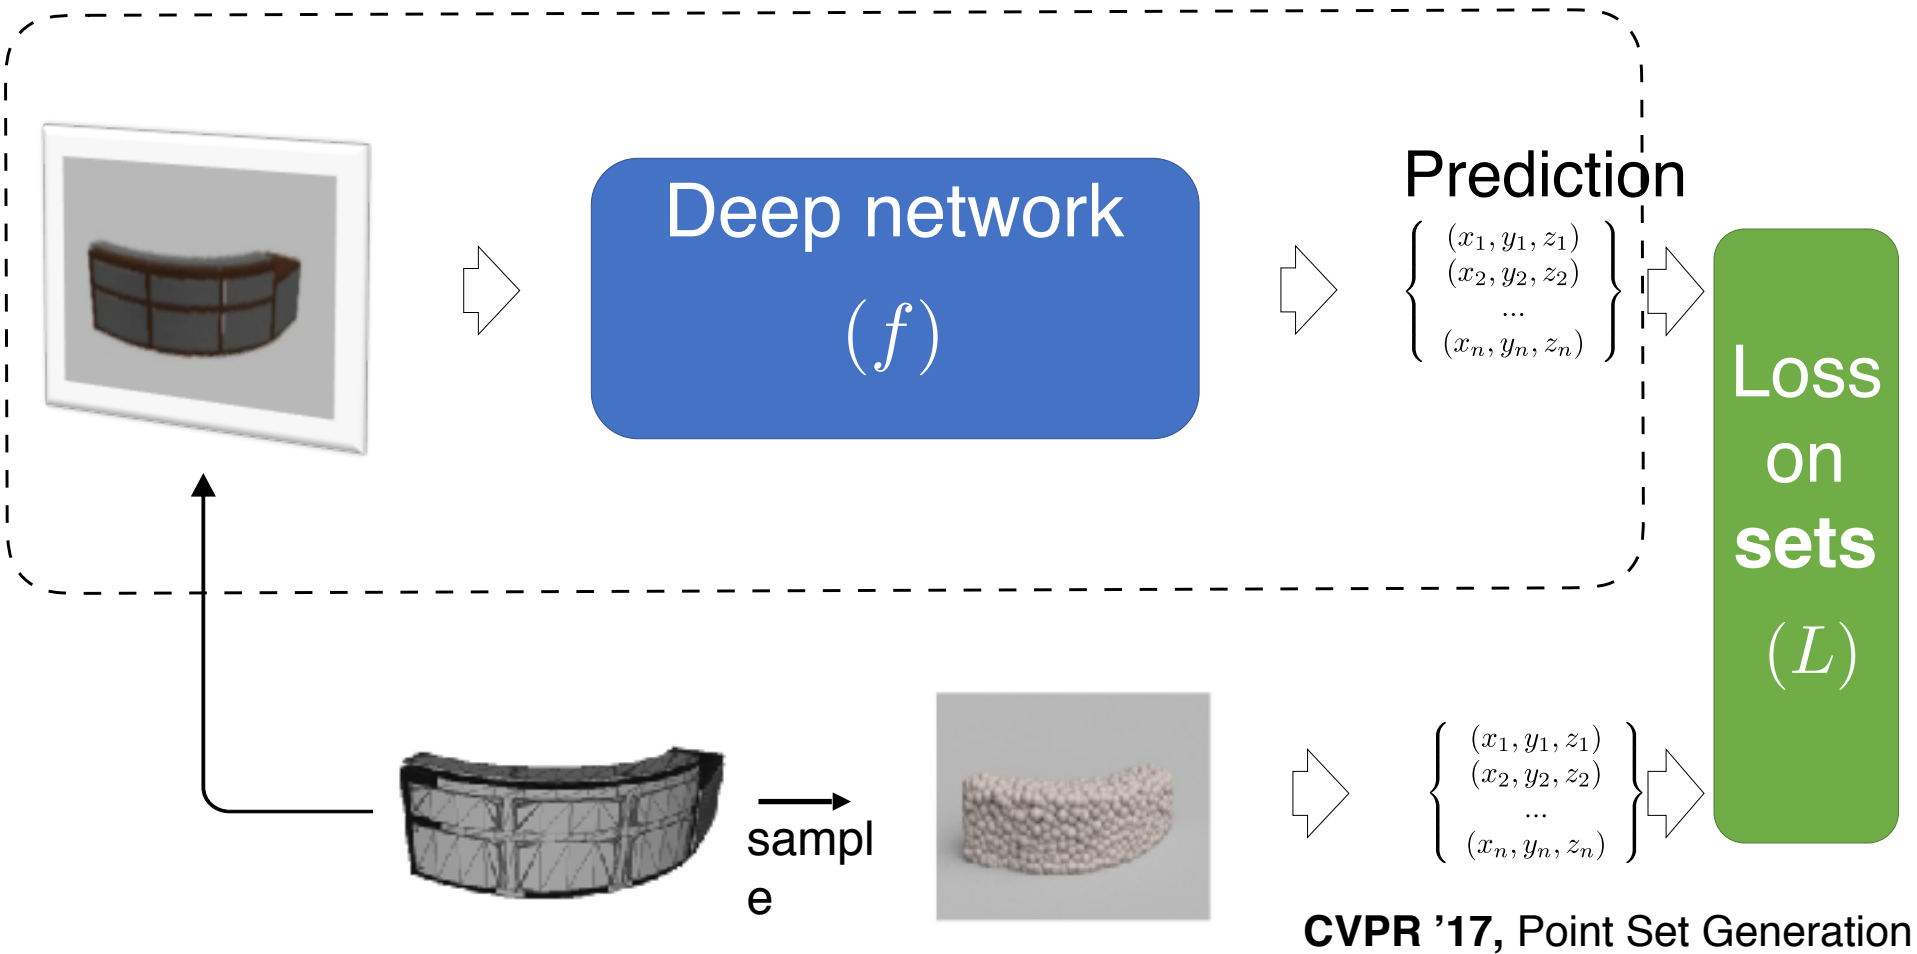 Deep network
(f)
Prediction
(x₁, y₁, z₁)
(x₂, y₂, z₂)
...
(xₙ, yₙ, zₙ)
Loss
on
sets
(L)
sampl
e
(x₁, y₁, z₁)
(x₂, y₂, z₂)
...
(xₙ, yₙ, zₙ)
CVPR ’17, Point Set Generation